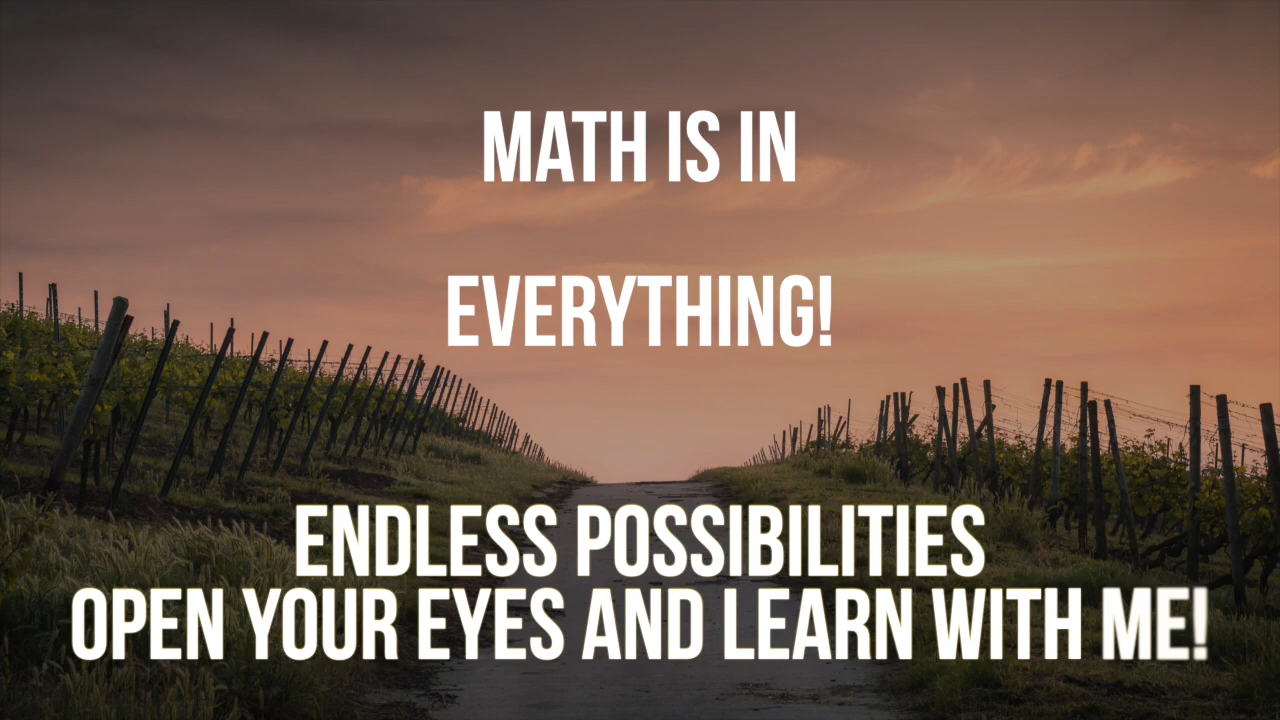 MATH IS IN
EVERYTHING!
ENDLESS POSSIBILITIES
OPEN YOUR EYES AND LEARN WITH ME!